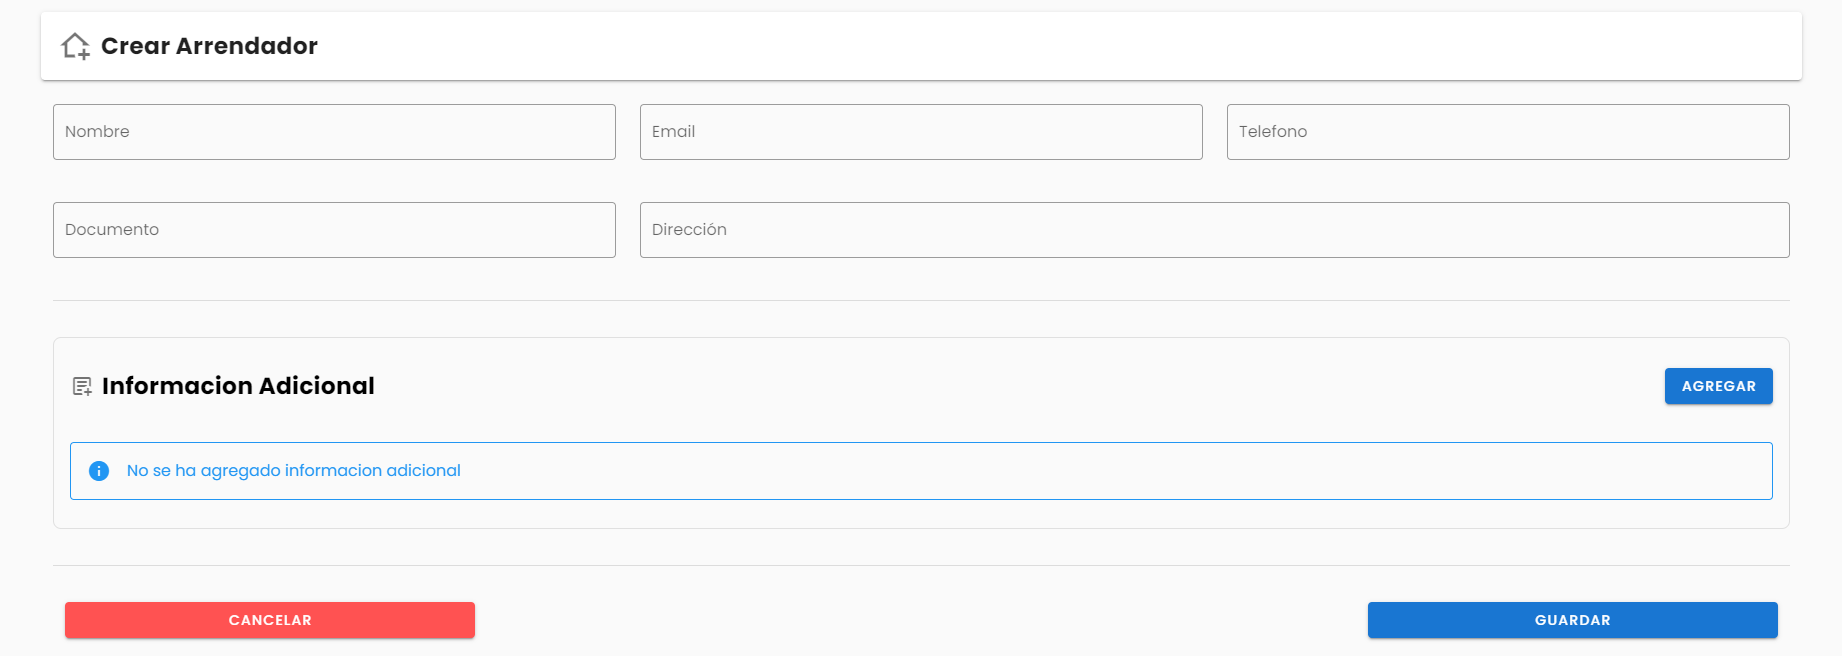 Crear Arrendador
Nombre
Email
Telefono
Documento
Dirección
Informacion Adicional
AGREGAR
No se ha agregado informacion adicional
CANCELAR
GUARDAR